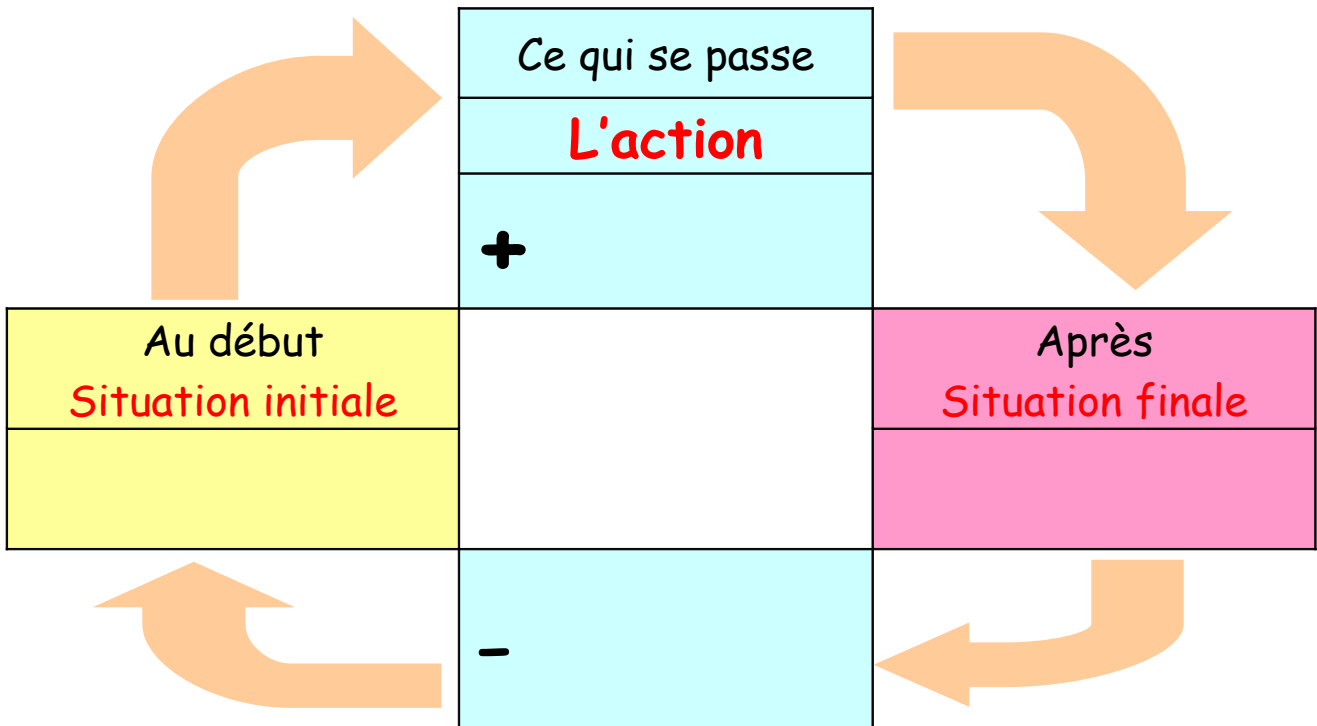 Ce qui se passe
L'action
+
Au début
Situation initiale
Après
Situation finale
-